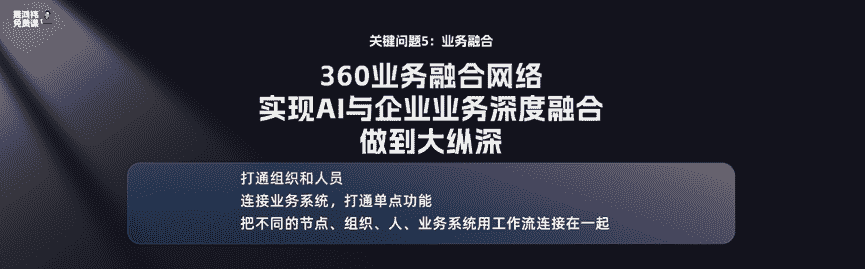 周鸿祎
免费课
关键问题5：业务融合
360业务融合网络
实现AI与企业业务深度融合
做到大纵深
打通组织和人员
连接业务系统，打通单点功能
把不同的节点、组织、人、业务系统用工作流连接在一起